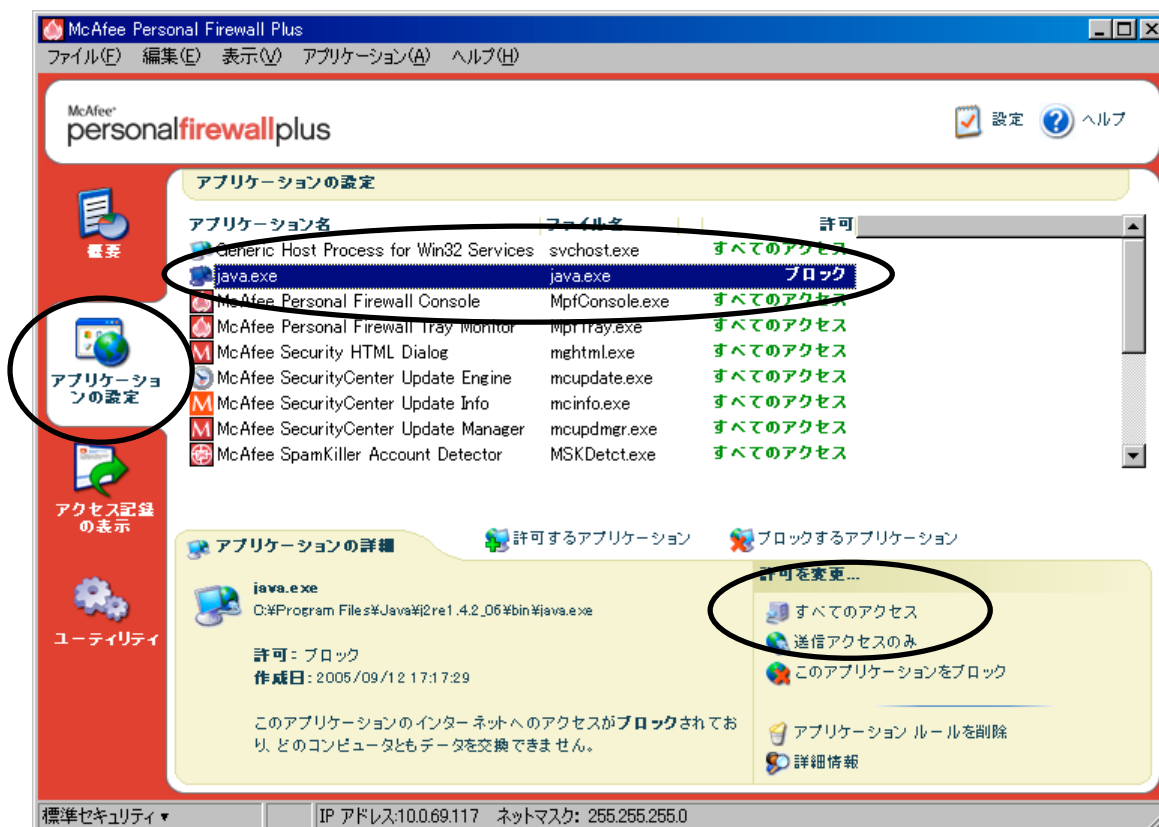 McAfee Personal Firewall Plus
ファイル(F) 編集(E) 表示(V) アプリケーション(A) ヘルプ(H)
McAfee
personalfirewallplus
設定 ヘルプ
概要
アプリケーションの設定
アクセス記録の表示
ユーティリティ
アプリケーションの設定
アプリケーション名 ファイル名 許可
Generic Host Process for Win32 Services svchost.exe すべてのアクセス
java.exe java.exe ブロック
McAfee Personal Firewall Console MpfConsole.exe すべてのアクセス
McAfee Personal Firewall Tray Monitor MpfTray.exe すべてのアクセス
McAfee Security HTML Dialog mghtml.exe すべてのアクセス
McAfee SecurityCenter Update Engine mcupdate.exe すべてのアクセス
McAfee SecurityCenter Update Info mcinfo.exe すべてのアクセス
McAfee SecurityCenter Update Manager mcupdmgr.exe すべてのアクセス
McAfee SpamKiller Account Detector MSKDetct.exe すべてのアクセス
アプリケーションの詳細 許可するアプリケーション ブロックするアプリケーション
java.exe
C:¥Program Files¥Java¥j2re1.4.2_06¥bin¥java.exe
許可: ブロック
作成日: 2005/09/12 17:17:29
このアプリケーションのインターネットへのアクセスがブロックされてお
り、どのコンピュータともデータを交換できません。
許可を変更...
すべてのアクセス
送信アクセスのみ
このアプリケーションをブロック
アプリケーション ルールを削除
詳細情報
標準セキュリティ ▼ IP アドレス:10.0.69.117 ネットマスク: 255.255.255.0